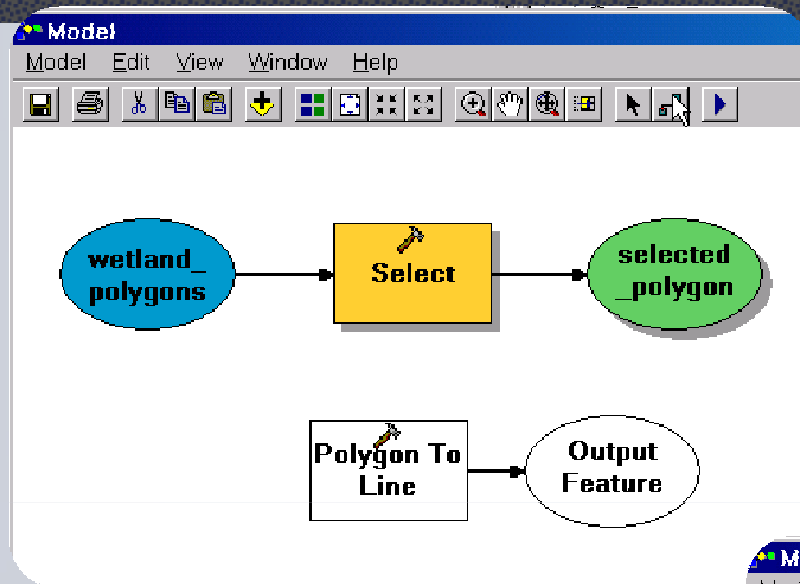 Model
Model Edit View Window Help
wetland_
polygons
Select
selected
_polygon
Polygon To
Line
Output
Feature
M